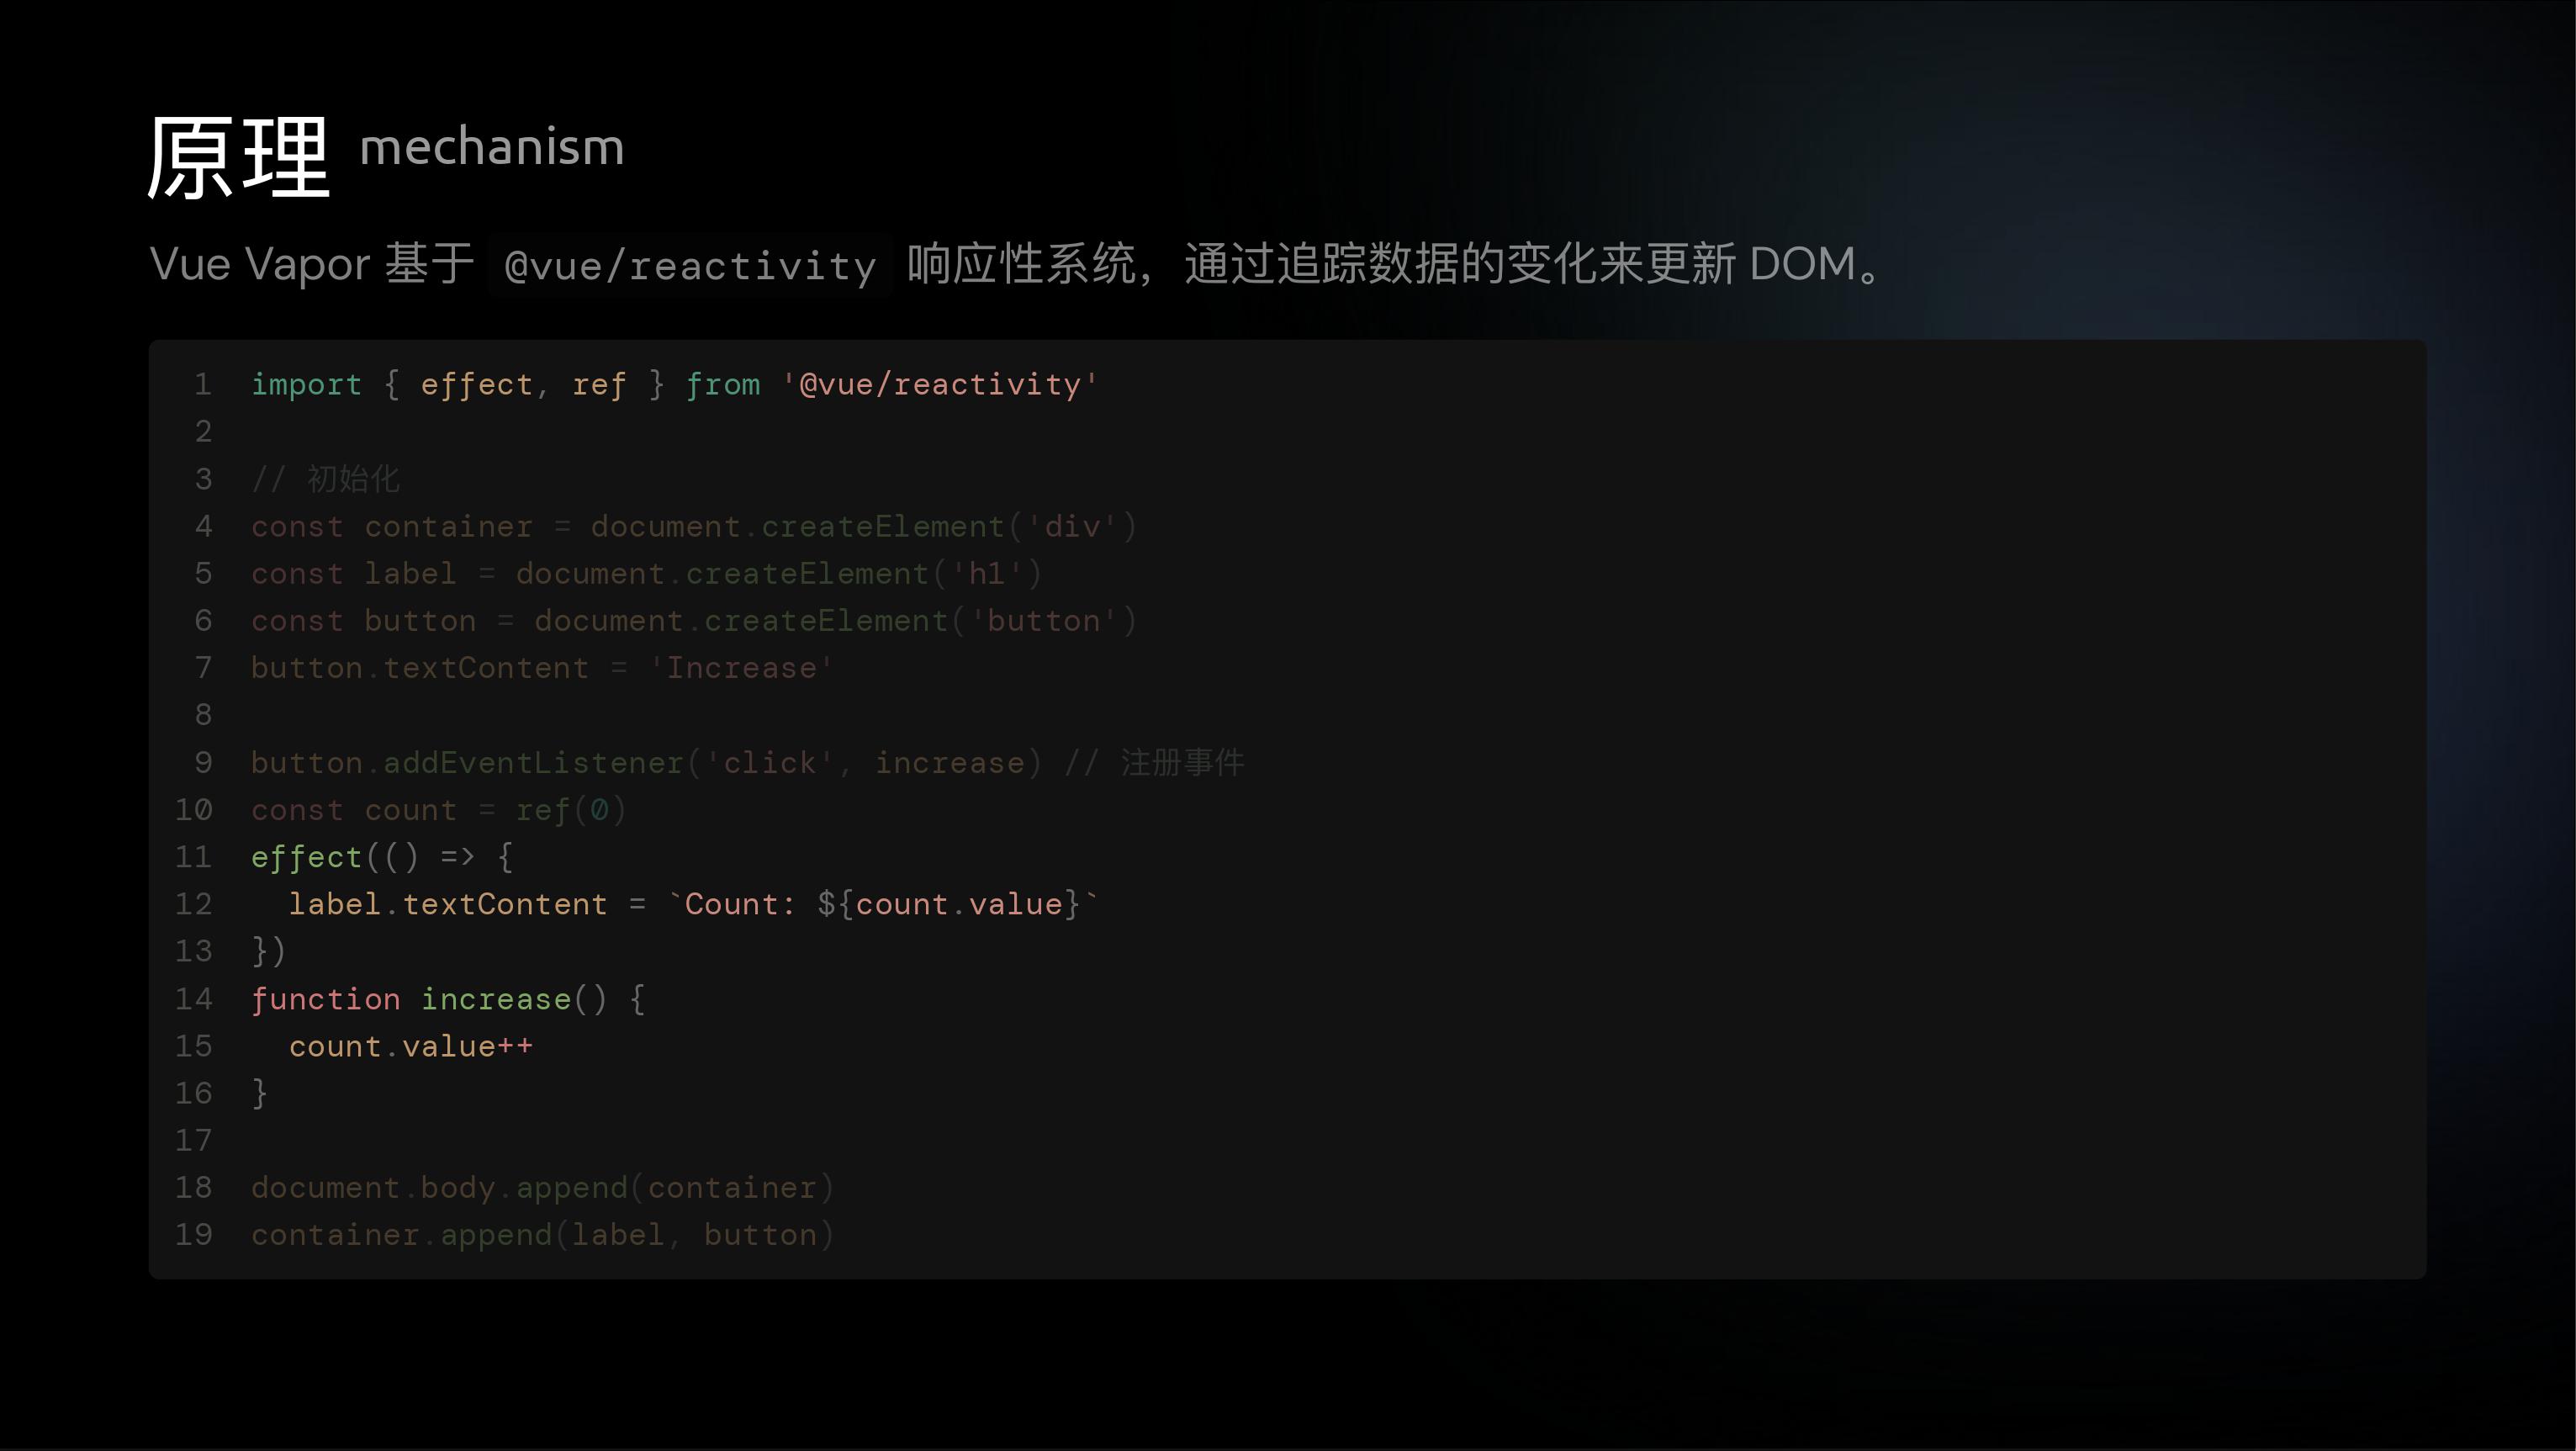 原理 mechanism
Vue Vapor 基于 @vue/reactivity 响应性系统，通过追踪数据的变化来更新 DOM。
1 import { effect, ref } from '@vue/reactivity'
2
3 // 初始化
4 const container = document.createElement('div')
5 const label = document.createElement('h1')
6 const button = document.createElement('button')
7 button.textContent = 'Increase'
8
9 button.addEventListener('click', increase) // 注册事件
10 const count = ref(0)
11 effect(() => {
12   label.textContent = `Count: ${count.value}`
13 })
14 function increase() {
15   count.value++
16 }
17
18 document.body.append(container)
19 container.append(label, button)